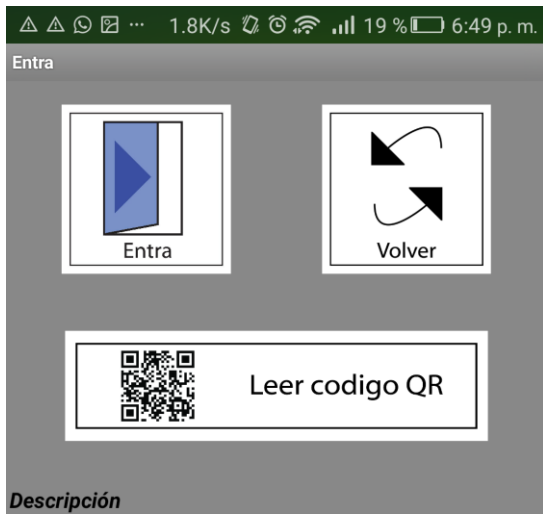 1.8K/s 19 % 6:49 p. m.
Entra
Entra
Volver
Leer codigo QR
Descripción